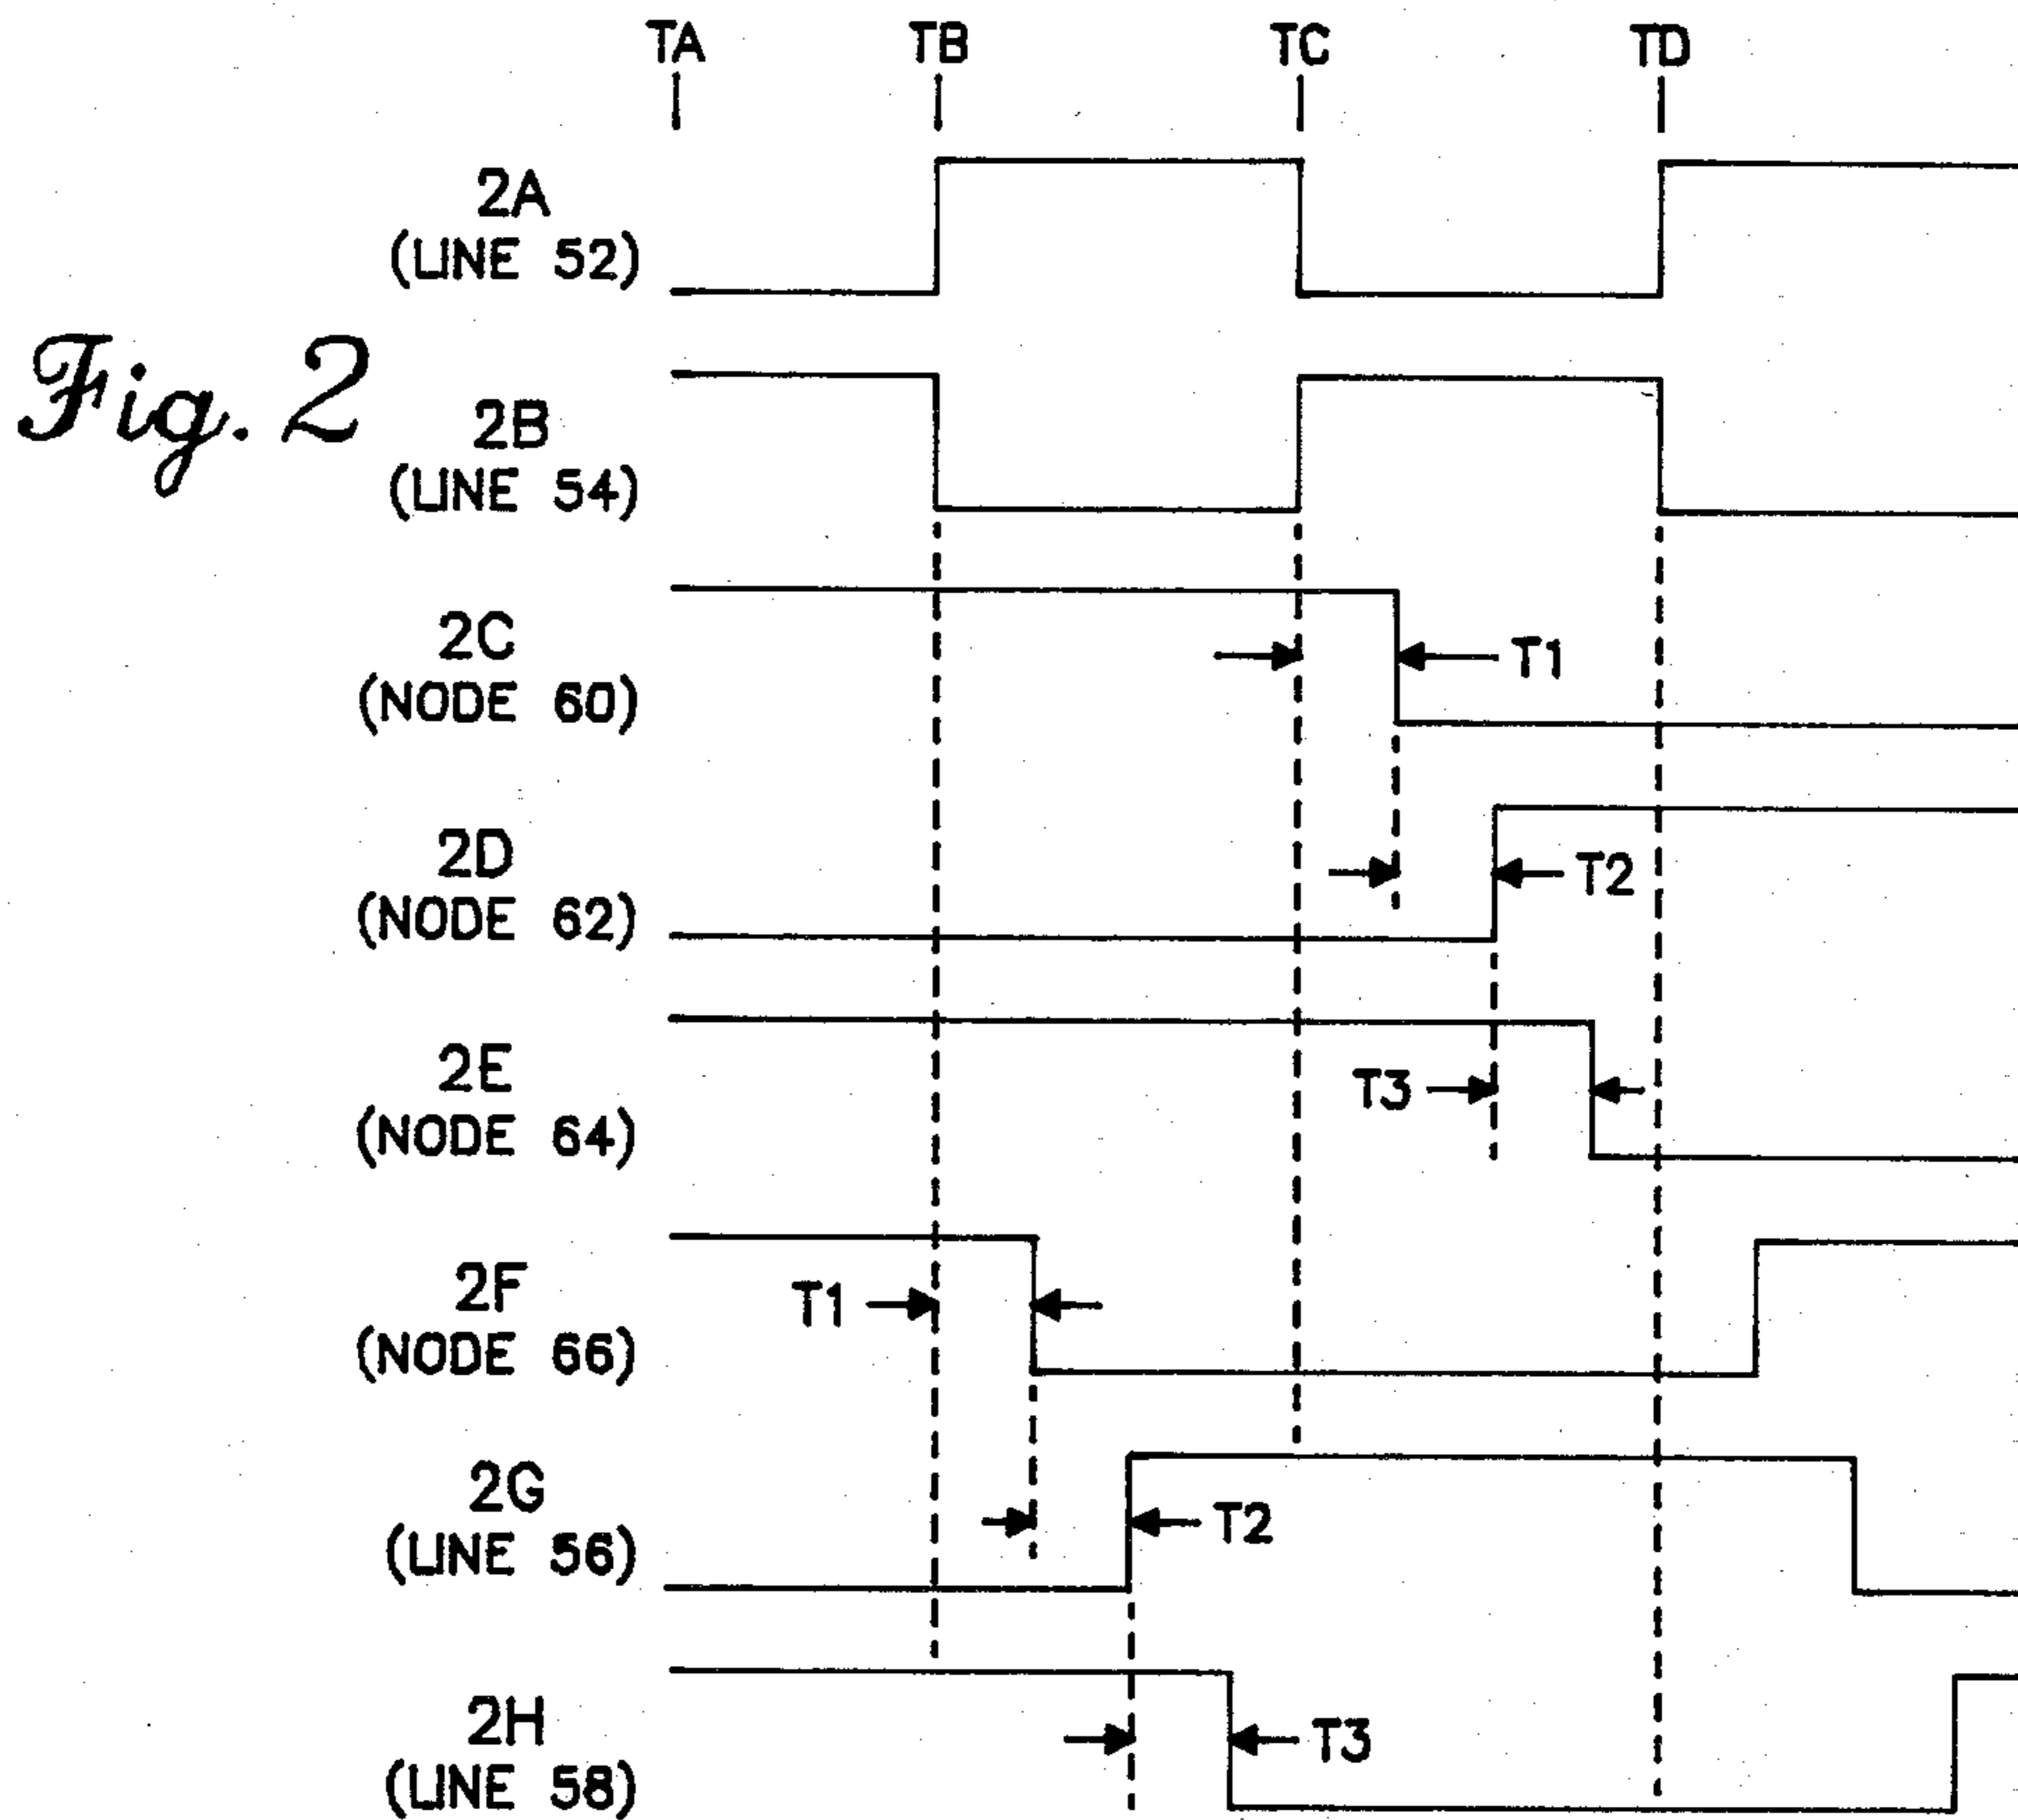 TA TB TC TD
2A
(LINE 52)
Fig. 2
2B
(LINE 54)
2C
(NODE 60)
T1
2D
(NODE 62)
T2
2E
(NODE 64)
T3
2F
(NODE 66)
T1
2G
(LINE 56)
T2
2H
(LINE 58)
T3